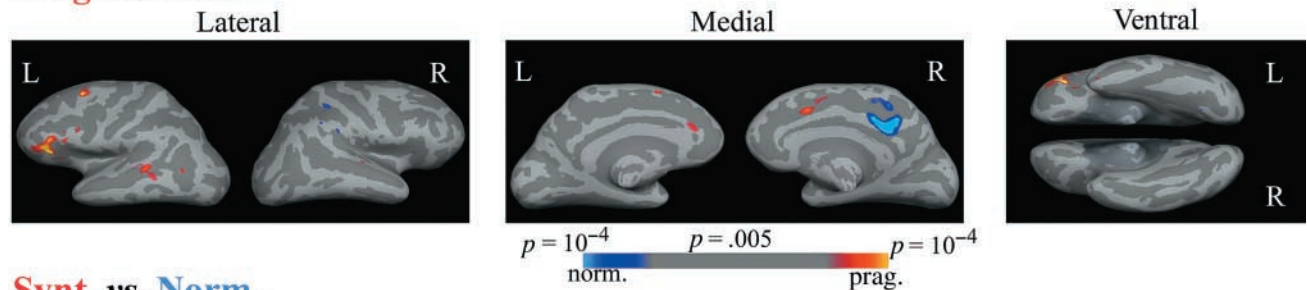 Lateral Medial Ventral
L R L R L
R
p = 10⁻⁴ p = .005 p = 10⁻⁴
norm. prag.
Synt. vs. Norm.